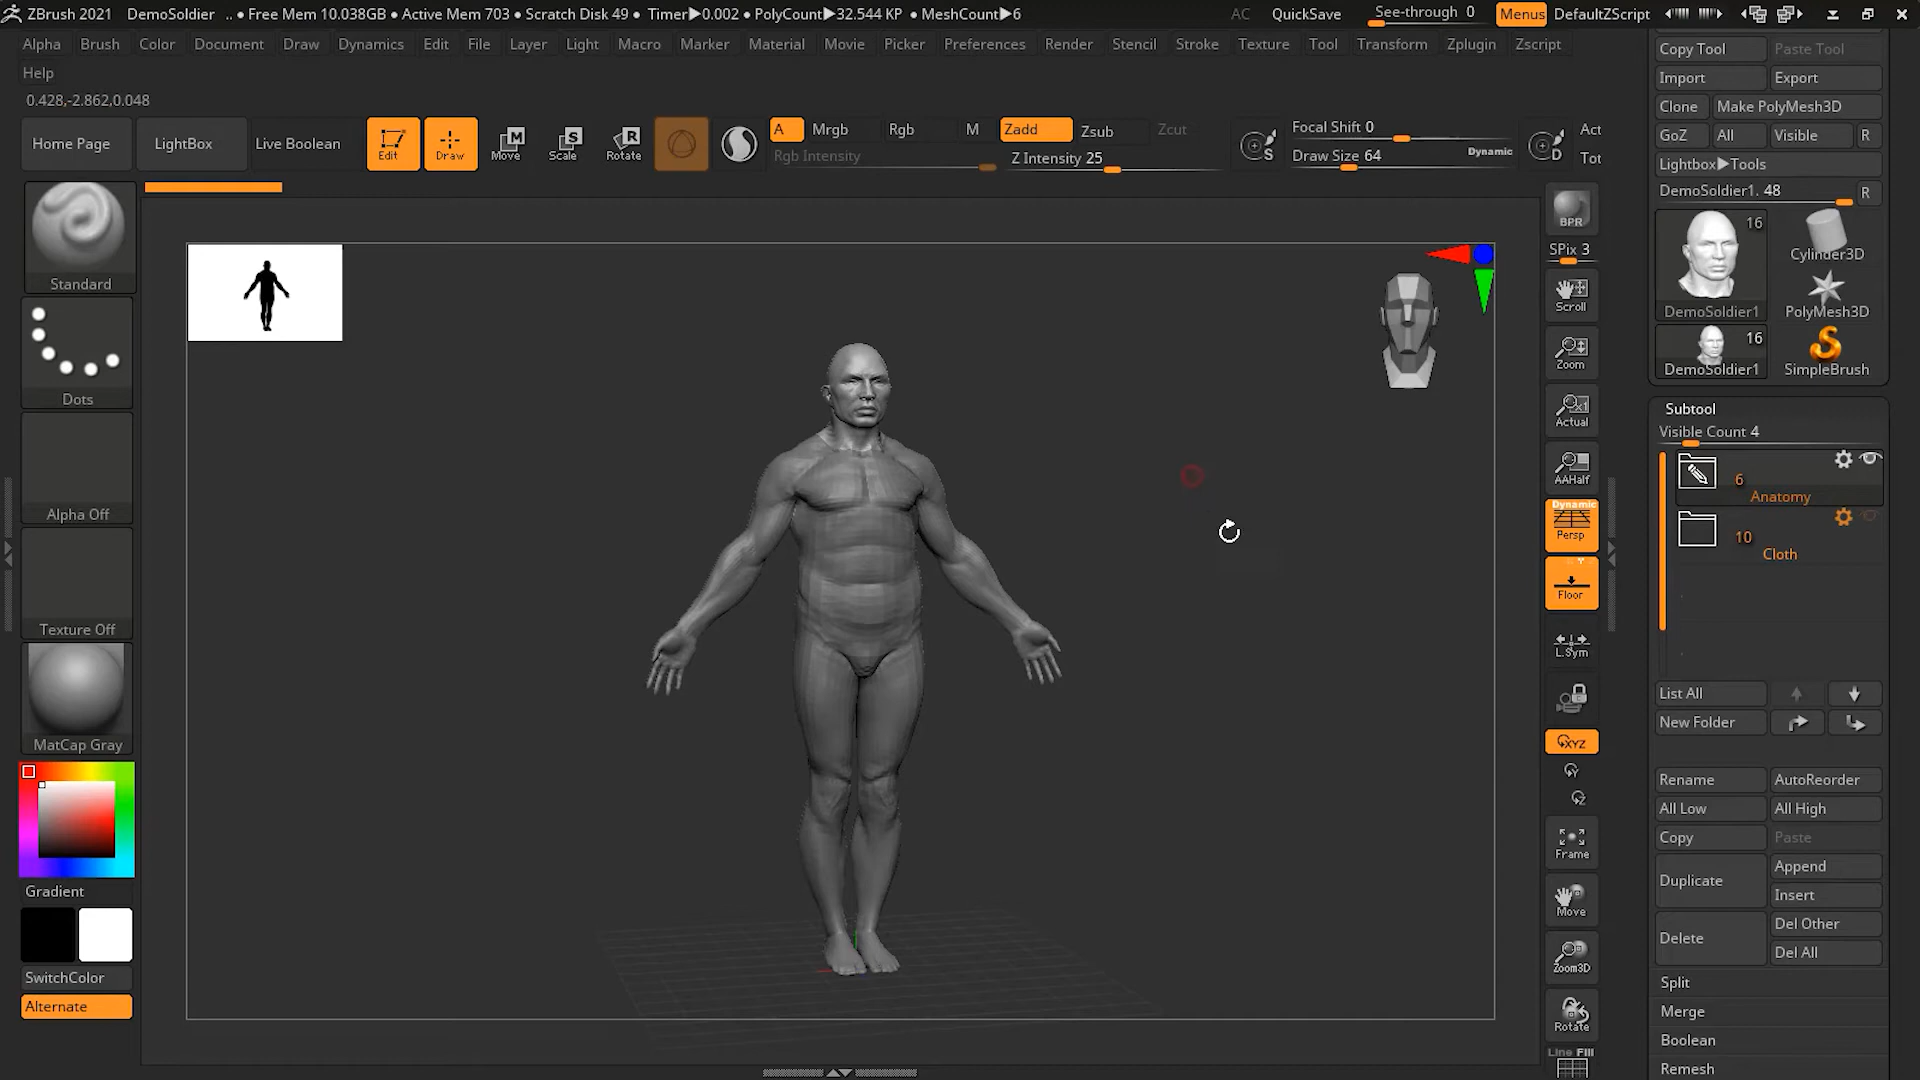 ZBrush 2021 DemoSoldier .. • Free Mem 10.038GB • Active Mem 703 • Scratch Disk 49 • Timer▶0.002 • PolyCount▶32.544 KP • MeshCount▶6 AC QuickSave See-through 0 Menus DefaultZScript
Alpha Brush Color Document Draw Dynamics Edit File Layer Light Macro Marker Material Movie Picker Preferences Render Stencil Stroke Texture Tool Transform Zplugin Zscript
Help
0.428,-2.862,0.048
Home Page LightBox Live Boolean Edit Draw Move Scale Rotate
M S R
A Mrgb Rgb M Zadd Zsub Zcut
Rgb Intensity Z Intensity 25
S Focal Shift 0
Draw Size 64 Dynamic D
Act
Tot
Standard
Dots
Alpha Off
Texture Off
MatCap Gray
Gradient
SwitchColor
Alternate
BPR
SPix 3
Scroll
Zoom
Actual
AAHalf
Dynamic
Persp
Floor
L.Sym
XYZ
Y
Z
Frame
Move
Zoom3D
Rotate
Line Fill
Copy Tool Paste Tool
Import Export
Clone Make PolyMesh3D
GoZ All Visible R
Lightbox▶Tools
DemoSoldier1. 48 R
16
Cylinder3D
DemoSoldier1 PolyMesh3D
16
DemoSoldier1 SimpleBrush
Subtool
Visible Count 4
6
Anatomy
10
Cloth
List All
New Folder
Rename AutoReorder
All Low All High
Copy Paste
Duplicate Append
Insert
Delete Del Other
Del All
Split
Merge
Boolean
Remesh